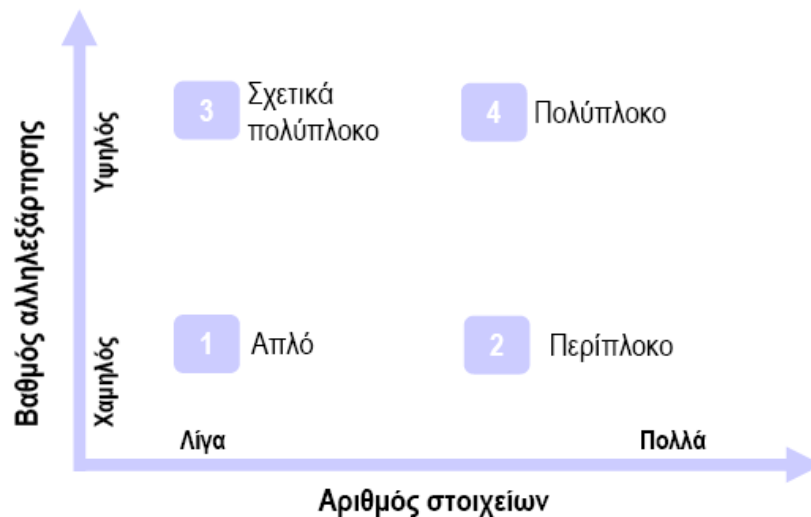 Βαθμός αλληλεξάρτησης
Υψηλός
Χαμηλός
3
Σχετικά
πολύπλοκο
4
Πολύπλοκο
1
Απλό
2
Περίπλοκο
Λίγα
Πολλά
Αριθμός στοιχείων